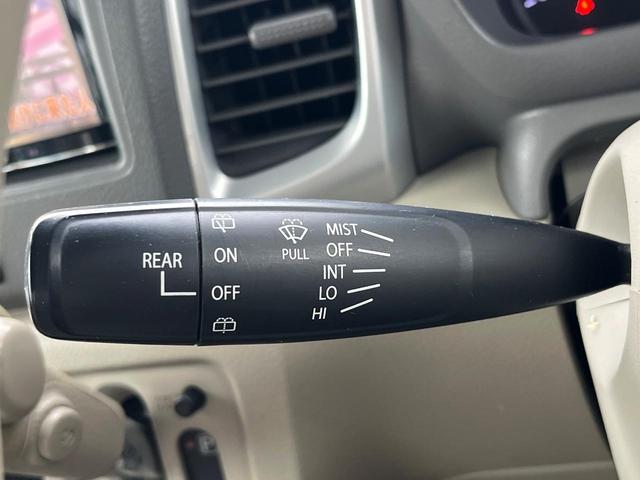 REAR
ON
OFF
PULL
MIST
OFF
INT
LO
HI